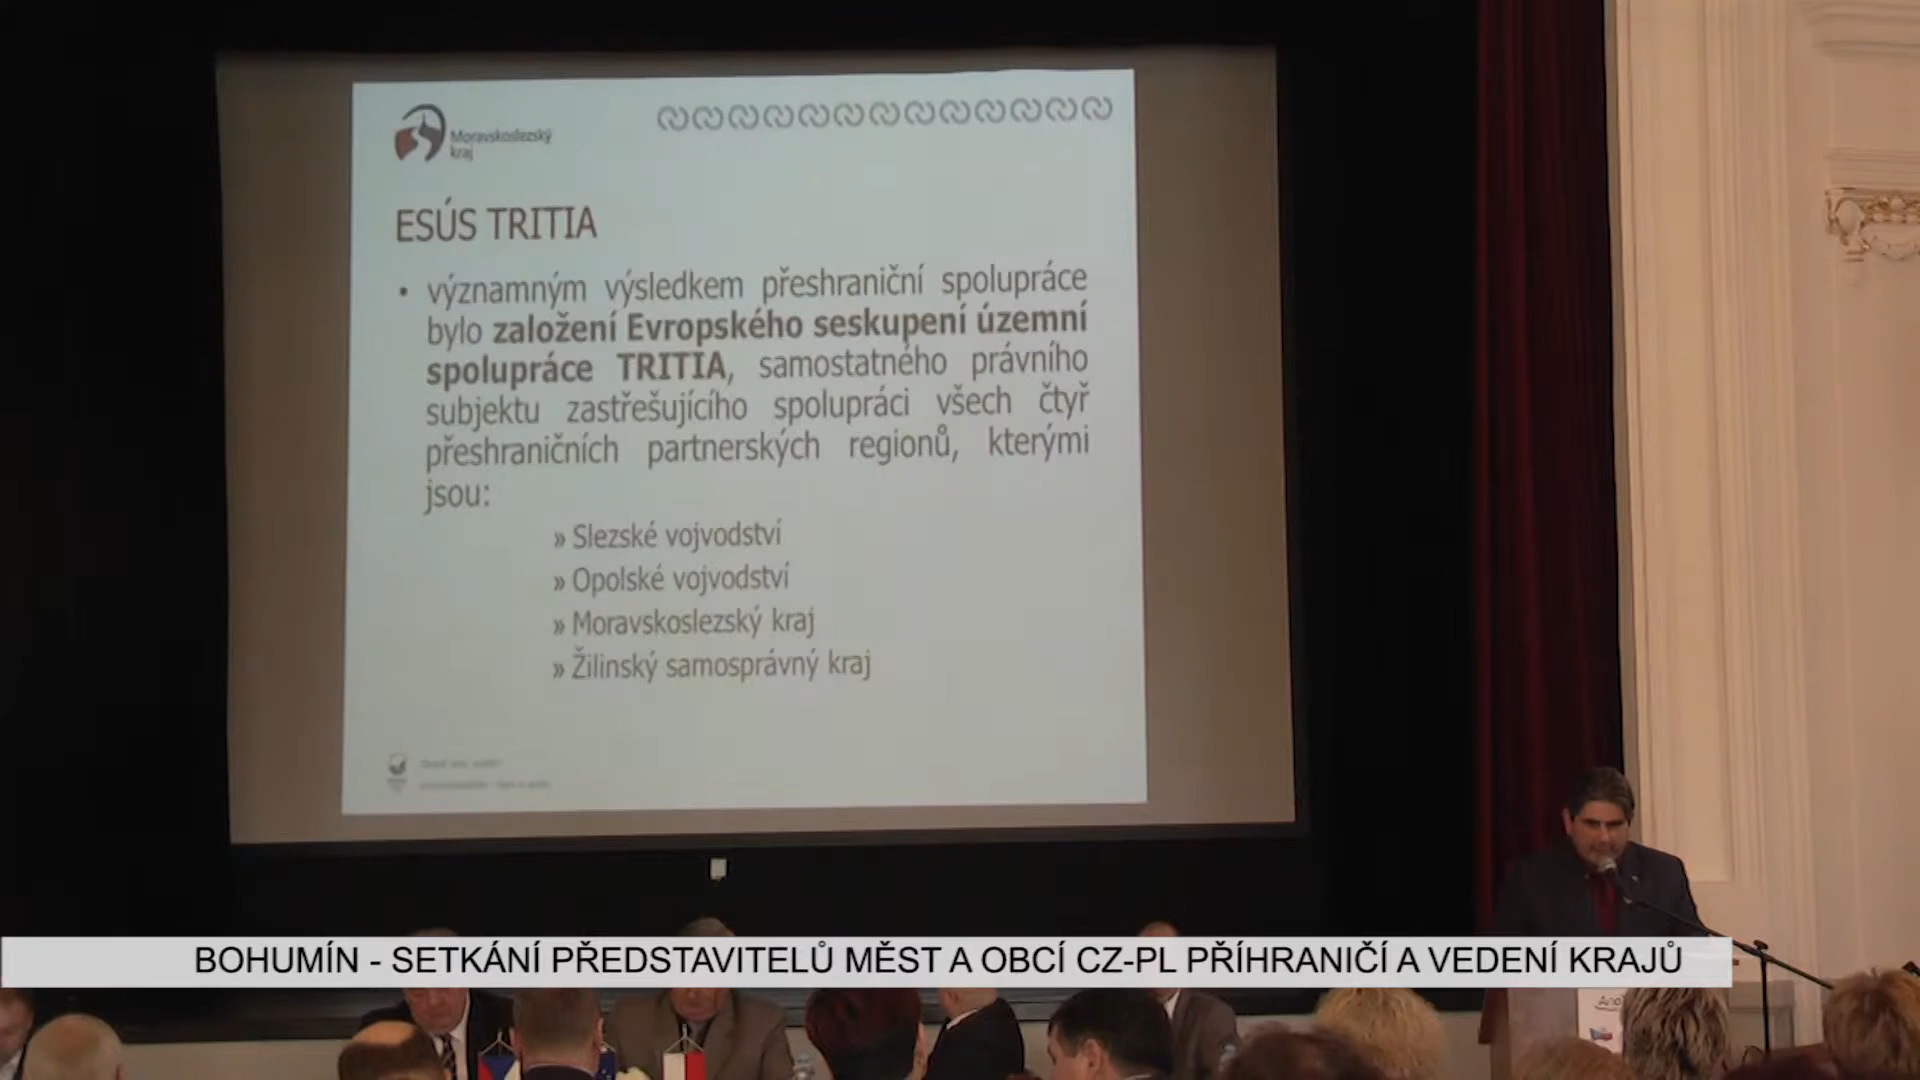 Moravskoslezský
kraj
ESÚS TRITIA
• významným výsledkem přeshraniční spolupráce
bylo založení Evropského seskupení územní
spolupráce TRITIA, samostatného právního
subjektu zastřešujícího spolupráci všech čtyř
přeshraničních partnerských regionů, kterými
jsou:
» Slezské vojvodství
» Opolské vojvodství
» Moravskoslezský kraj
» Žilinský samosprávný kraj
BOHUMÍN - SETKÁNÍ PŘEDSTAVITELŮ MĚST A OBCÍ CZ-PL PŘÍHRANIČÍ A VEDENÍ KRAJŮ